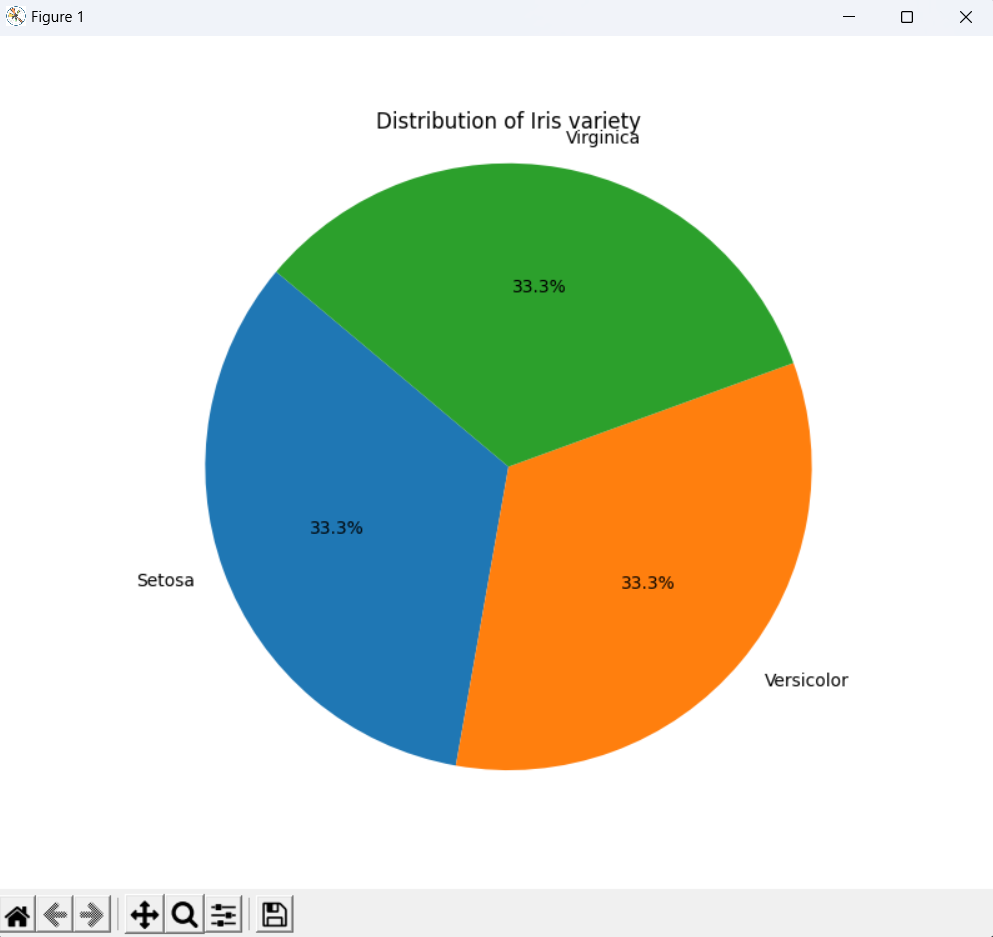 Figure 1
Distribution of Iris variety
Virginica
33.3%
33.3%
Setosa
33.3%
Versicolor